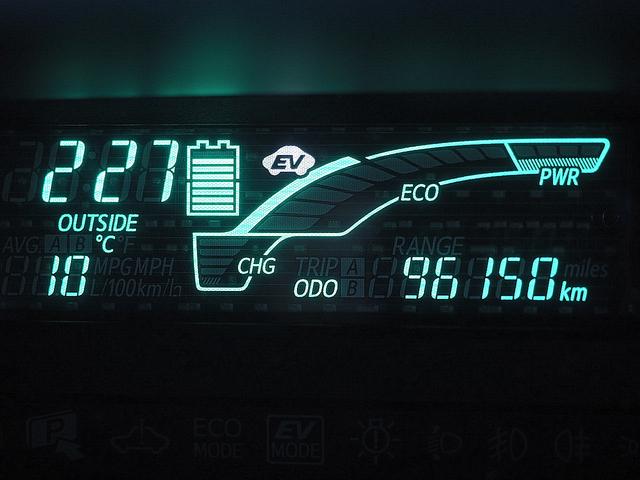 227
EV
ECO
PWR
OUTSIDE
°C °F
AVG. A B
RANGE
10
MPG MPH
L/100km/h
CHG
TRIP A
ODO B
96150 km
miles
P
ECO
MODE
EV
MODE